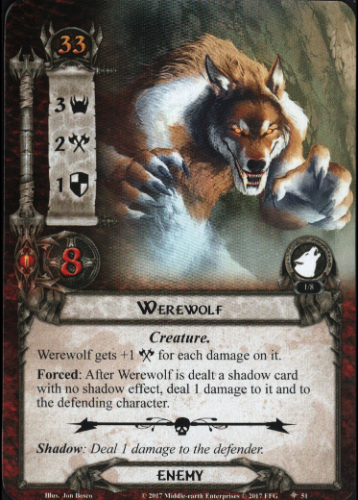 33
3
2
1
8
1/8
Werewolf
Creature.
Werewolf gets +1 for each damage on it.
Forced: After Werewolf is dealt a shadow card
with no shadow effect, deal 1 damage to it and to
the defending character.
Shadow: Deal 1 damage to the defender.
ENEMY
Illus. Jon Bosco © 2017 Middle-earth Enterprises © 2017 FFG 51